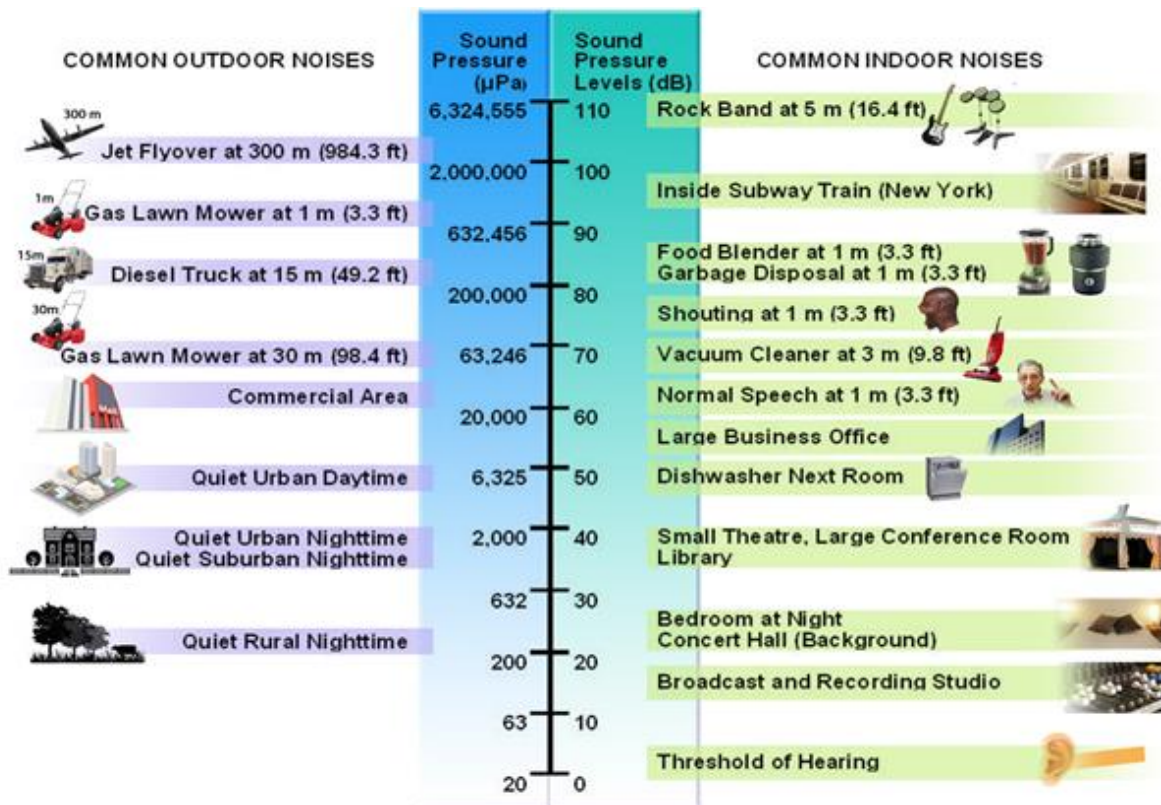 COMMON OUTDOOR NOISES
Sound
Pressure
(µPa)
Sound
Pressure
Levels (dB)
COMMON INDOOR NOISES
6,324,555
110
Rock Band at 5 m (16.4 ft)
300 m
Jet Flyover at 300 m (984.3 ft)
2,000,000
100
Inside Subway Train (New York)
1m
Gas Lawn Mower at 1 m (3.3 ft)
632,456
90
Food Blender at 1 m (3.3 ft)
Garbage Disposal at 1 m (3.3 ft)
15m
Diesel Truck at 15 m (49.2 ft)
200,000
80
Shouting at 1 m (3.3 ft)
30m
Gas Lawn Mower at 30 m (98.4 ft)
63,246
70
Vacuum Cleaner at 3 m (9.8 ft)
Commercial Area
Normal Speech at 1 m (3.3 ft)
20,000
60
Large Business Office
Quiet Urban Daytime
6,325
50
Dishwasher Next Room
Quiet Urban Nighttime
Quiet Suburban Nighttime
2,000
40
Small Theatre, Large Conference Room
Library
632
30
Bedroom at Night
Concert Hall (Background)
Quiet Rural Nighttime
200
20
Broadcast and Recording Studio
63
10
Threshold of Hearing
20
0